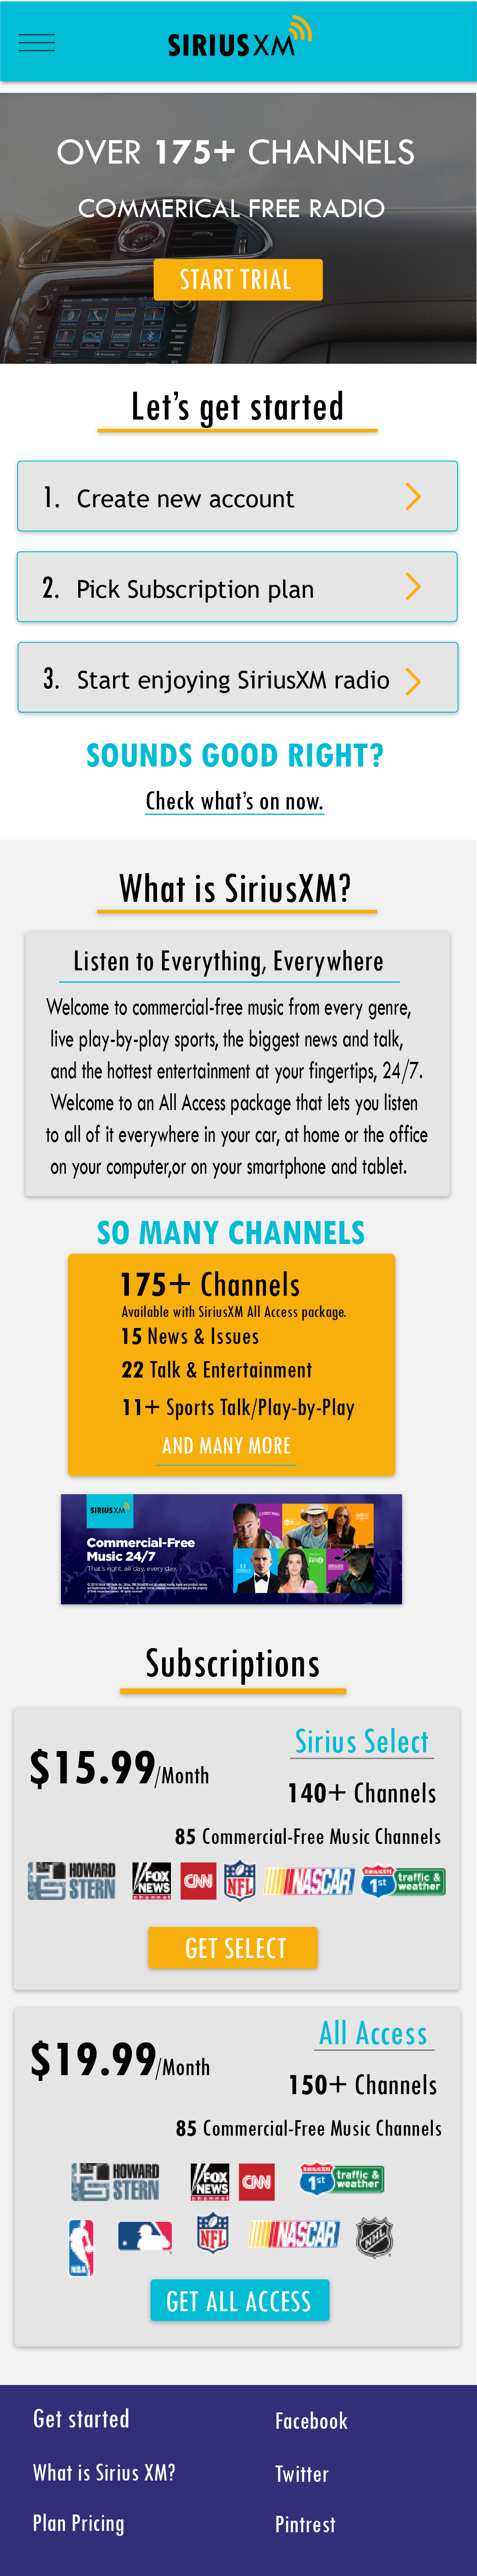 SIRIUSXM
OVER 175+ CHANNELS
COMMERICAL FREE RADIO
START TRIAL
Let's get started
1. Create new account
2. Pick Subscription plan
3. Start enjoying SiriusXM radio
SOUNDS GOOD RIGHT?
Check what's on now.
What is SiriusXM?
Listen to Everything, Everywhere
Welcome to commercial-free music from every genre,
live play-by-play sports, the biggest news and talk,
and the hottest entertainment at your fingertips, 24/7.
Welcome to an All Access package that lets you listen
to all of it everywhere in your car, at home or the office
on your computer,or on your smartphone and tablet.
SO MANY CHANNELS
175+ Channels
Available with SiriusXM All Access package.
15 News & Issues
22 Talk & Entertainment
11+ Sports Talk/Play-by-Play
AND MANY MORE
SIRIUSXM
Commercial-Free
Music 24/7
That's right, all day, every day
Subscriptions
Sirius Select
$15.99/Month
140+ Channels
85 Commercial-Free Music Channels
HOWARD
STERN
FOX
NEWS
channel
CNN
NFL
NASCAR
SIRIUSXM
1st
traffic &
weather
GET SELECT
All Access
$19.99/Month
150+ Channels
85 Commercial-Free Music Channels
HOWARD
STERN
FOX
NEWS
channel
CNN
SIRIUSXM
1st
traffic &
weather
NBA
NFL
NASCAR
NHL
GET ALL ACCESS
Get started
Facebook
What is Sirius XM?
Twitter
Plan Pricing
Pintrest